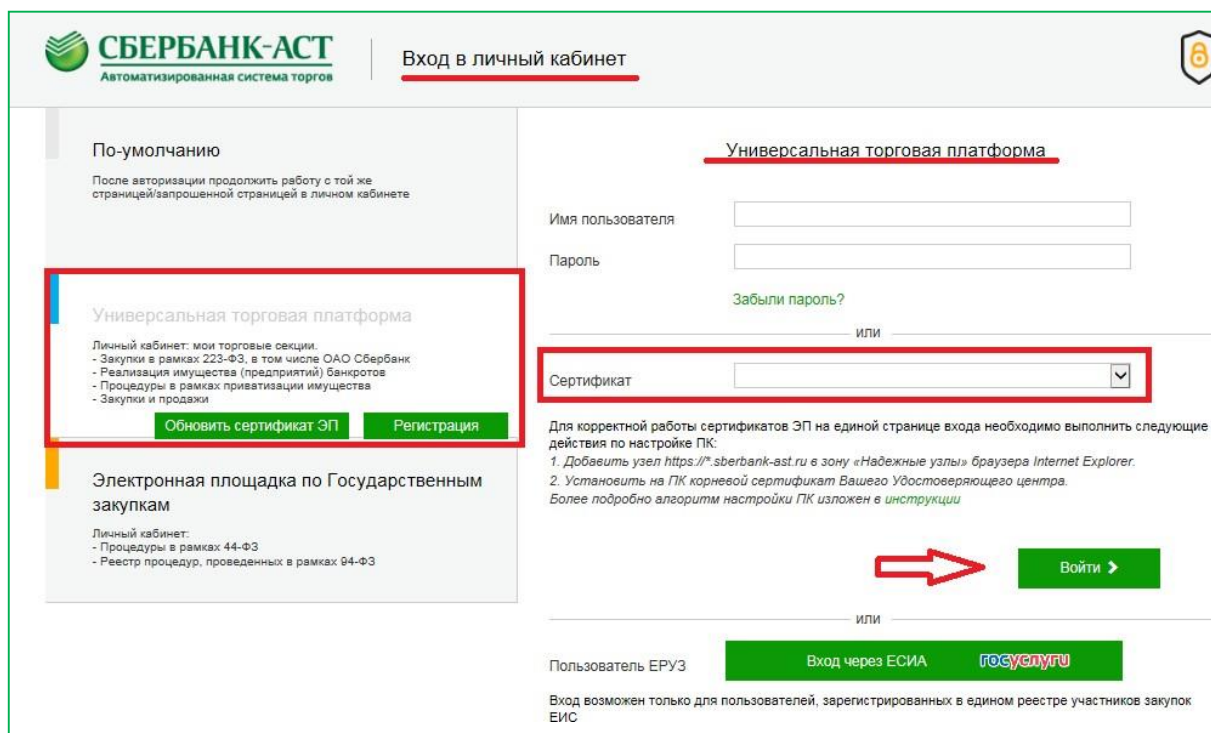 СБЕРБАНК-АСТ
Автоматизированная система торгов
Вход в личный кабинет
По-умолчанию
После авторизации продолжить работу с той же
страницей/запрошенной страницей в личном кабинете
Универсальная торговая платформа
Личный кабинет: мои торговые секции.
- Закупки в рамках 223-ФЗ, в том числе ОАО Сбербанк
- Реализация имущества (предприятий) банкротов
- Процедуры в рамках приватизации имущества
- Закупки и продажи
Обновить сертификат ЭП
Регистрация
Электронная площадка по Государственным
закупкам
Личный кабинет:
- Процедуры в рамках 44-ФЗ
- Реестр процедур, проведенных в рамках 94-ФЗ
Универсальная торговая платформа
Имя пользователя
Пароль
Забыли пароль?
или
Сертификат
Для корректной работы сертификатов ЭП на единой странице входа необходимо выполнить следующие
действия по настройке ПК:
1. Добавить узел https://*.sberbank-ast.ru в зону «Надежные узлы» браузера Internet Explorer.
2. Установить на ПК корневой сертификат Вашего Удостоверяющего центра.
Более подробно алгоритм настройки ПК изложен в инструкции
Войти
или
Пользователь ЕРУЗ
Вход через ЕСИА госуслуги
Вход возможен только для пользователей, зарегистрированных в едином реестре участников закупок
ЕИС